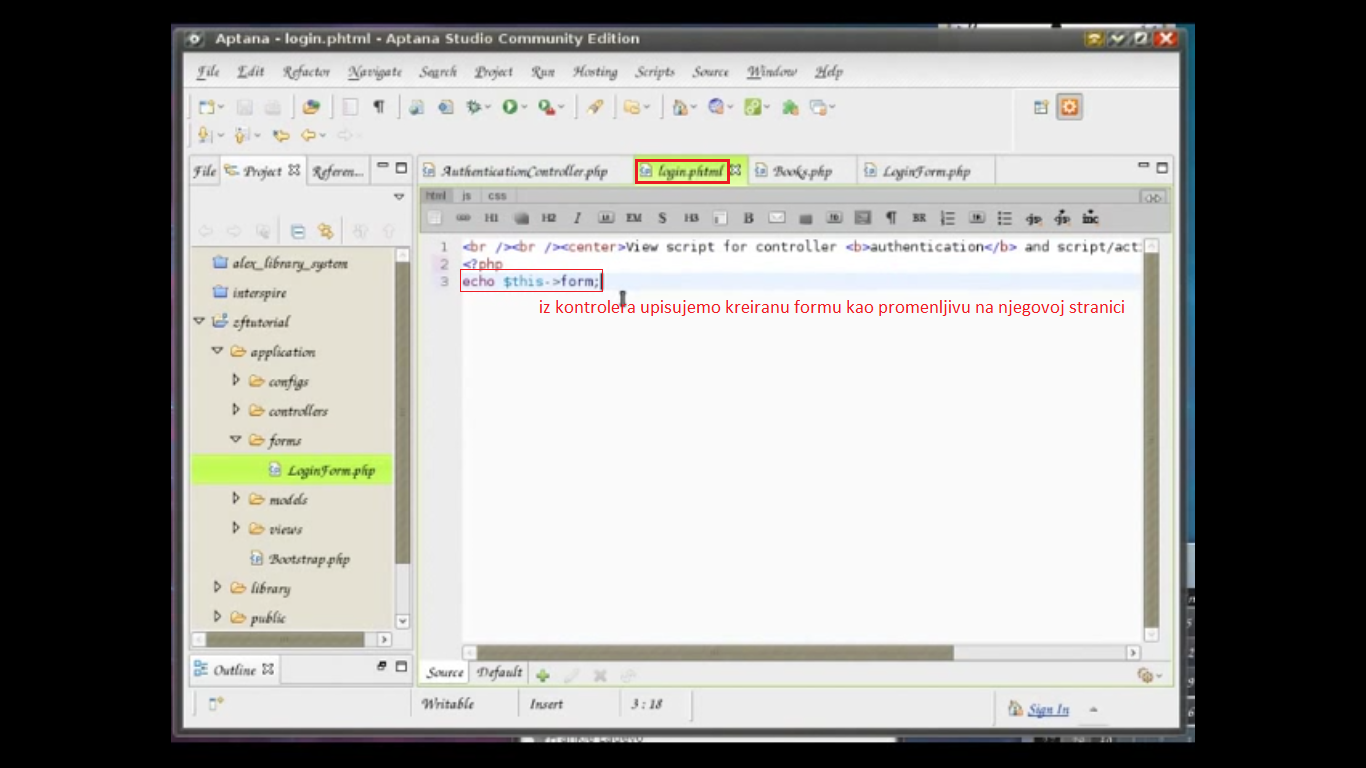 Aptana - login.phtml - Aptana Studio Community Edition
File Edit Refactor Navigate Search Project Run Hosting Scripts Source Window Help
File Project Referen...
AuthenticationController.php login.phtml Books.php LoginForm.php
html js css
H1 H2 I EM S H3 B BR
1 <br /><br /><center>View script for controller <b>authentication</b> and script/act
2 <?php
3 echo $this->form;
iz kontrolera upisujemo kreiranu formu kao promenljivu na njegovoj stranici
alex_library_system
interspire
zftutorial
application
configs
controllers
forms
LoginForm.php
models
views
Bootstrap.php
library
public
Outline
Source Default
Writable Insert 3 : 18 Sign In